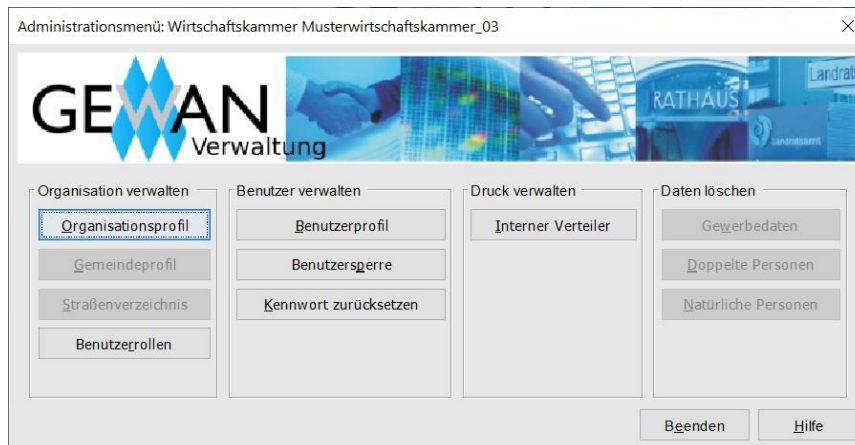 Administrationsmenü: Wirtschaftskammer Musterwirtschaftskammer_03
GEWAN
Verwaltung
RATHAUS
Landrat
Landratsamt
Organisation verwalten
Organisationsprofil
Gemeindeprofil
Straßenverzeichnis
Benutzerrollen
Benutzer verwalten
Benutzerprofil
Benutzersperre
Kennwort zurücksetzen
Druck verwalten
Interner Verteiler
Daten löschen
Gewerbedaten
Doppelte Personen
Natürliche Personen
Beenden
Hilfe